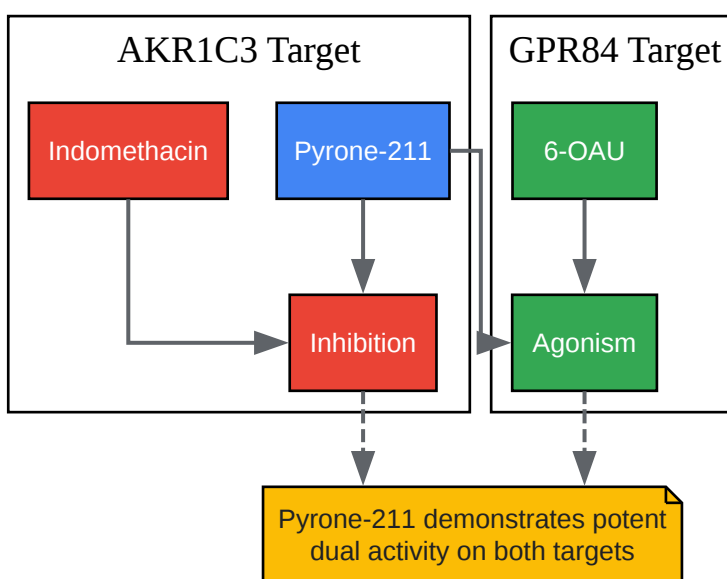 AKR1C3 Target
GPR84 Target
Indomethacin
Pyrone-211
6-OAU
Inhibition
Agonism
Pyrone-211 demonstrates potent
dual activity on both targets